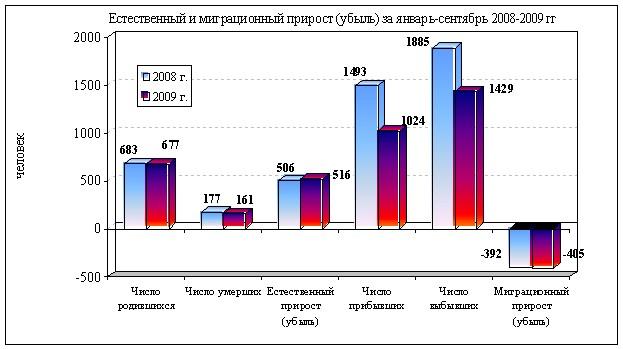 Естественный и миграционный прирост (убыль) за январь-сентябрь 2008-2009 гг
человек
2000
1500
1000
500
0
-500
2008 г.
2009 г.
683
677
177
161
506
516
1493
1024
1885
1429
-392
-405
Число
родившихся
Число умерших
Естественный
прирост
(убыль)
Число
прибывших
Число
выбывших
Миграционный
прирост
(убыль)